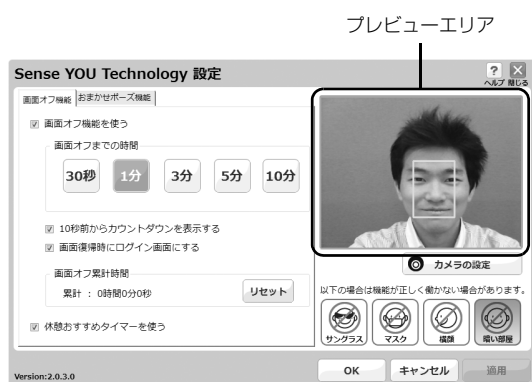 プレビューエリア
Sense YOU Technology 設定
?
ヘルプ 閉じる
画面オフ機能 おまかせポーズ機能
画面オフ機能を使う
画面オフまでの時間
30秒 1分 3分 5分 10分
10秒前からカウントダウンを表示する
画面復帰時にログイン画面にする
画面オフ累計時間
累計 : 0時間0分0秒 リセット
休憩おすすめタイマーを使う
カメラの設定
以下の場合は機能が正しく働かない場合があります。
サングラス マスク 横顔 暗い部屋
Version:2.0.3.0
OK キャンセル 適用